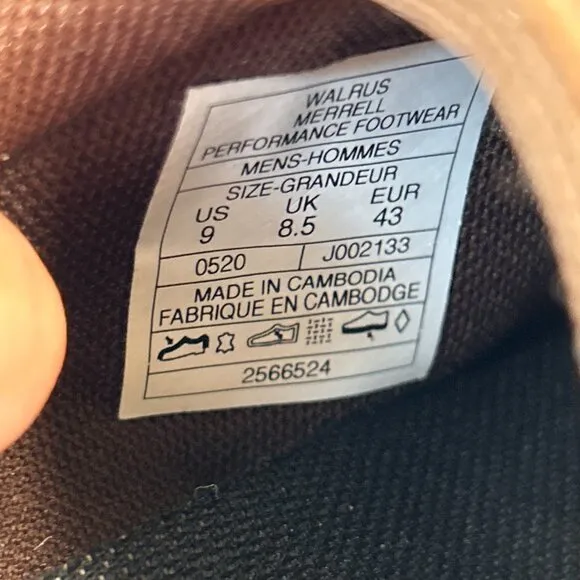 WALRUS
MERRELL
PERFORMANCE FOOTWEAR
MENS-HOMMES
SIZE-GRANDEUR
US UK EUR
9 8.5 43
0520 J002133
MADE IN CAMBODIA
FABRIQUE EN CAMBODGE
2566524